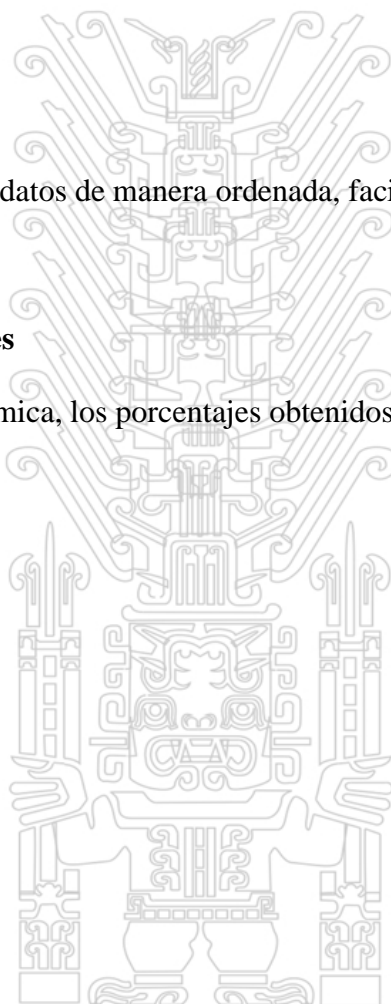 datos de manera ordenada, faci
es
mica, los porcentajes obtenidos